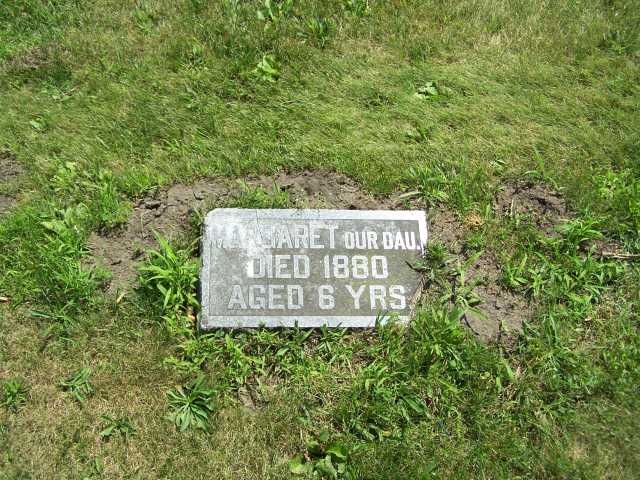 MARGARET OUR DAU.
DIED 1880
AGED 6 YRS